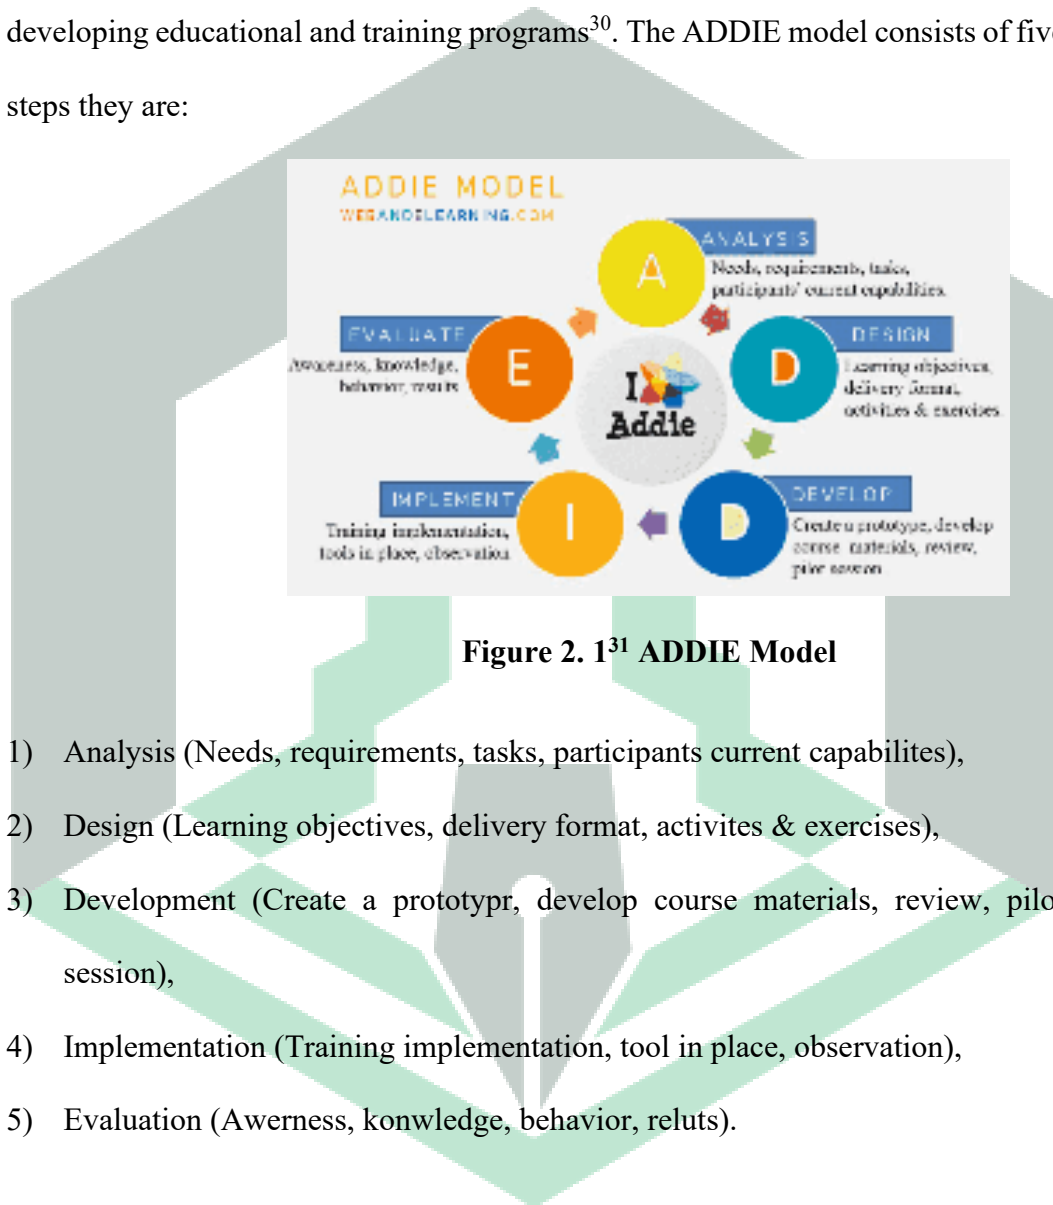 developing educational and training programs30. The ADDIE model consists of five
steps they are:
ADDIE MODEL
WEBANDELEARNING.COM
A
ANALYSIS
Needs, requirements, tasks,
participants' current capabilities.
EVALUATE
Awareness, knowledge,
behavior, results
E
D
DESIGN
Learning objectives,
delivery format,
activities & exercises
I
Addie
IMPLEMENT
Training implementation,
tools in place, observation
I
D
DEVELOP
Create a prototype, develop
course materials, review,
pilot session
Figure 2. 131 ADDIE Model
1) Analysis (Needs, requirements, tasks, participants current capabilites),
2) Design (Learning objectives, delivery format, activites & exercises),
3) Development (Create a prototypr, develop course materials, review, pilo
session),
4) Implementation (Training implementation, tool in place, observation),
5) Evaluation (Awerness, konwledge, behavior, reluts).